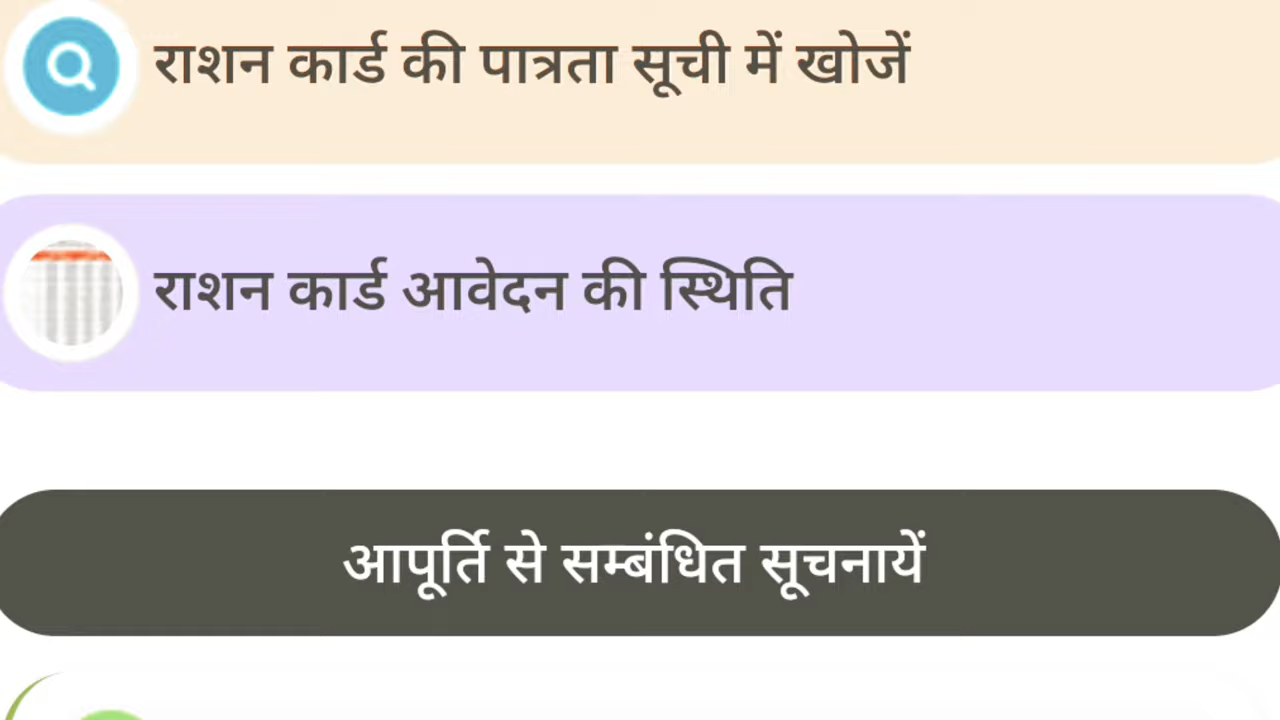 राशन कार्ड की पात्रता सूची में खोजें
राशन कार्ड आवेदन की स्थिति
आपूर्ति से सम्बंधित सूचनायें